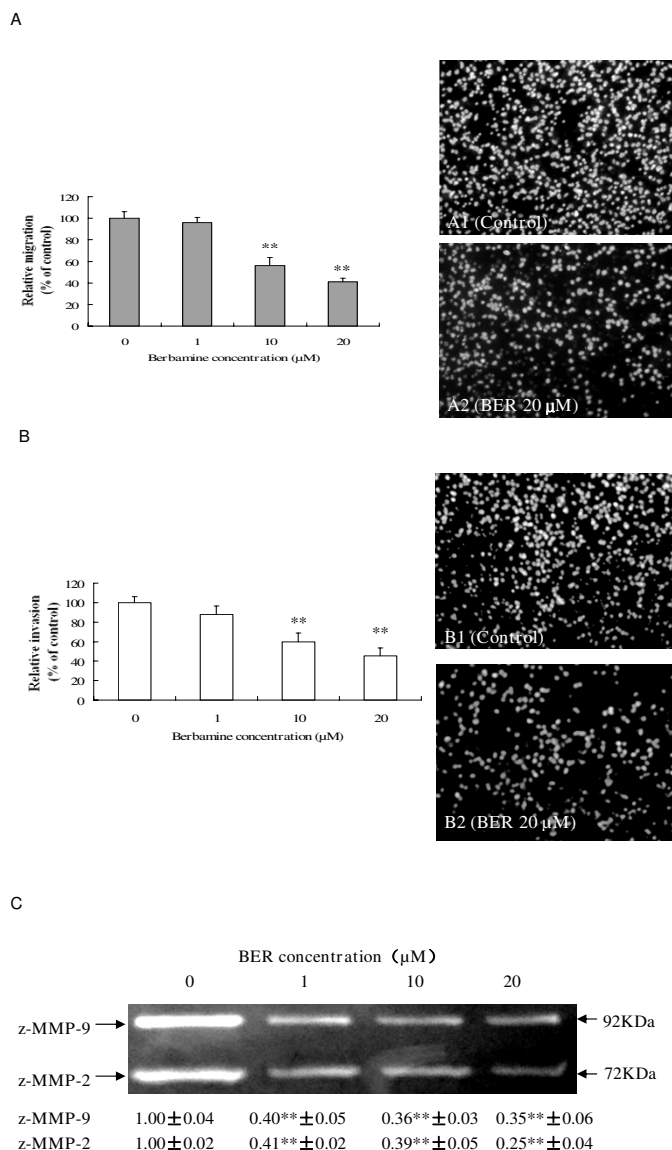 A
120
100
80
60
40
20
0
Relative migration
(% of control)
**
**
0 1 10 20
Berbamine concentration (μM)
A1 (Control)
A2 (BER 20 μM)
B
120
100
80
60
40
20
0
Relative invasion
(% of control)
**
**
0 1 10 20
Berbamine concentration (μM)
B1 (Control)
B2 (BER 20 μM)
C
BER concentration (μM)
0 1 10 20
z-MMP-9 92KDa
z-MMP-2 72KDa
z-MMP-9 1.00±0.04 0.40**±0.05 0.36**±0.03 0.35**±0.06
z-MMP-2 1.00±0.02 0.41**±0.02 0.39**±0.05 0.25**±0.04